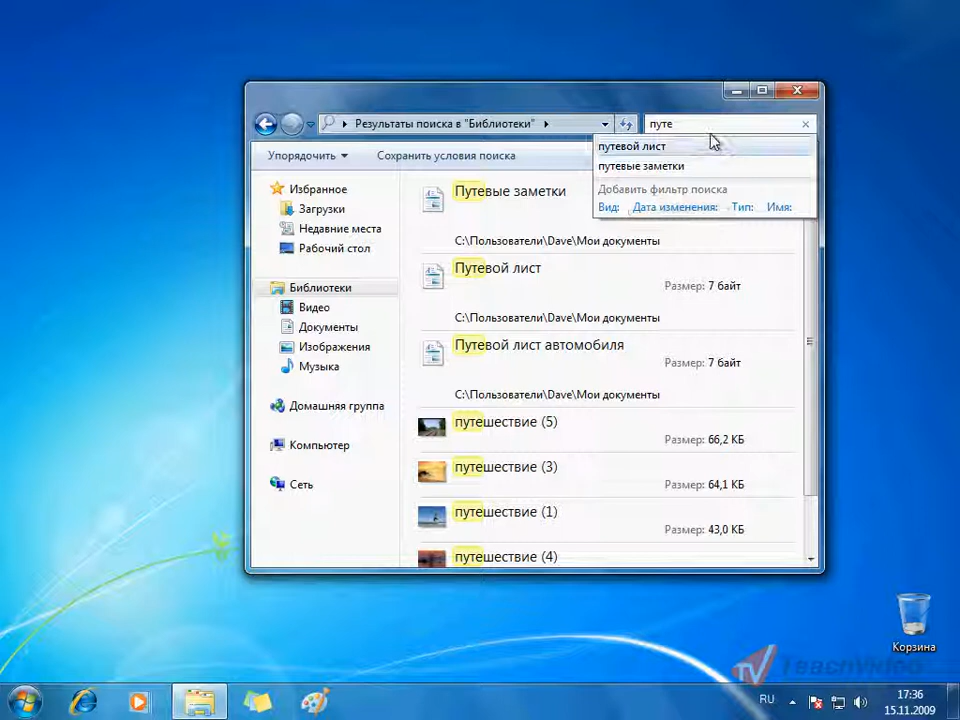 Результаты поиска в "Библиотеки"
путе
путевой лист
путевые заметки
Добавить фильтр поиска
Вид: Дата изменения: Тип: Имя:
Упорядочить
Сохранить условия поиска
Избранное
Загрузки
Недавние места
Рабочий стол
Библиотеки
Видео
Документы
Изображения
Музыка
Домашняя группа
Компьютер
Сеть
Путевые заметки
C:\Пользователи\Dave\Мои документы
Путевой лист
Размер: 7 байт
C:\Пользователи\Dave\Мои документы
Путевой лист автомобиля
Размер: 7 байт
C:\Пользователи\Dave\Мои документы
путешествие (5)
Размер: 66,2 КБ
путешествие (3)
Размер: 64,1 КБ
путешествие (1)
Размер: 43,0 КБ
путешествие (4)
Корзина
TeachVideo
RU
17:36
15.11.2009